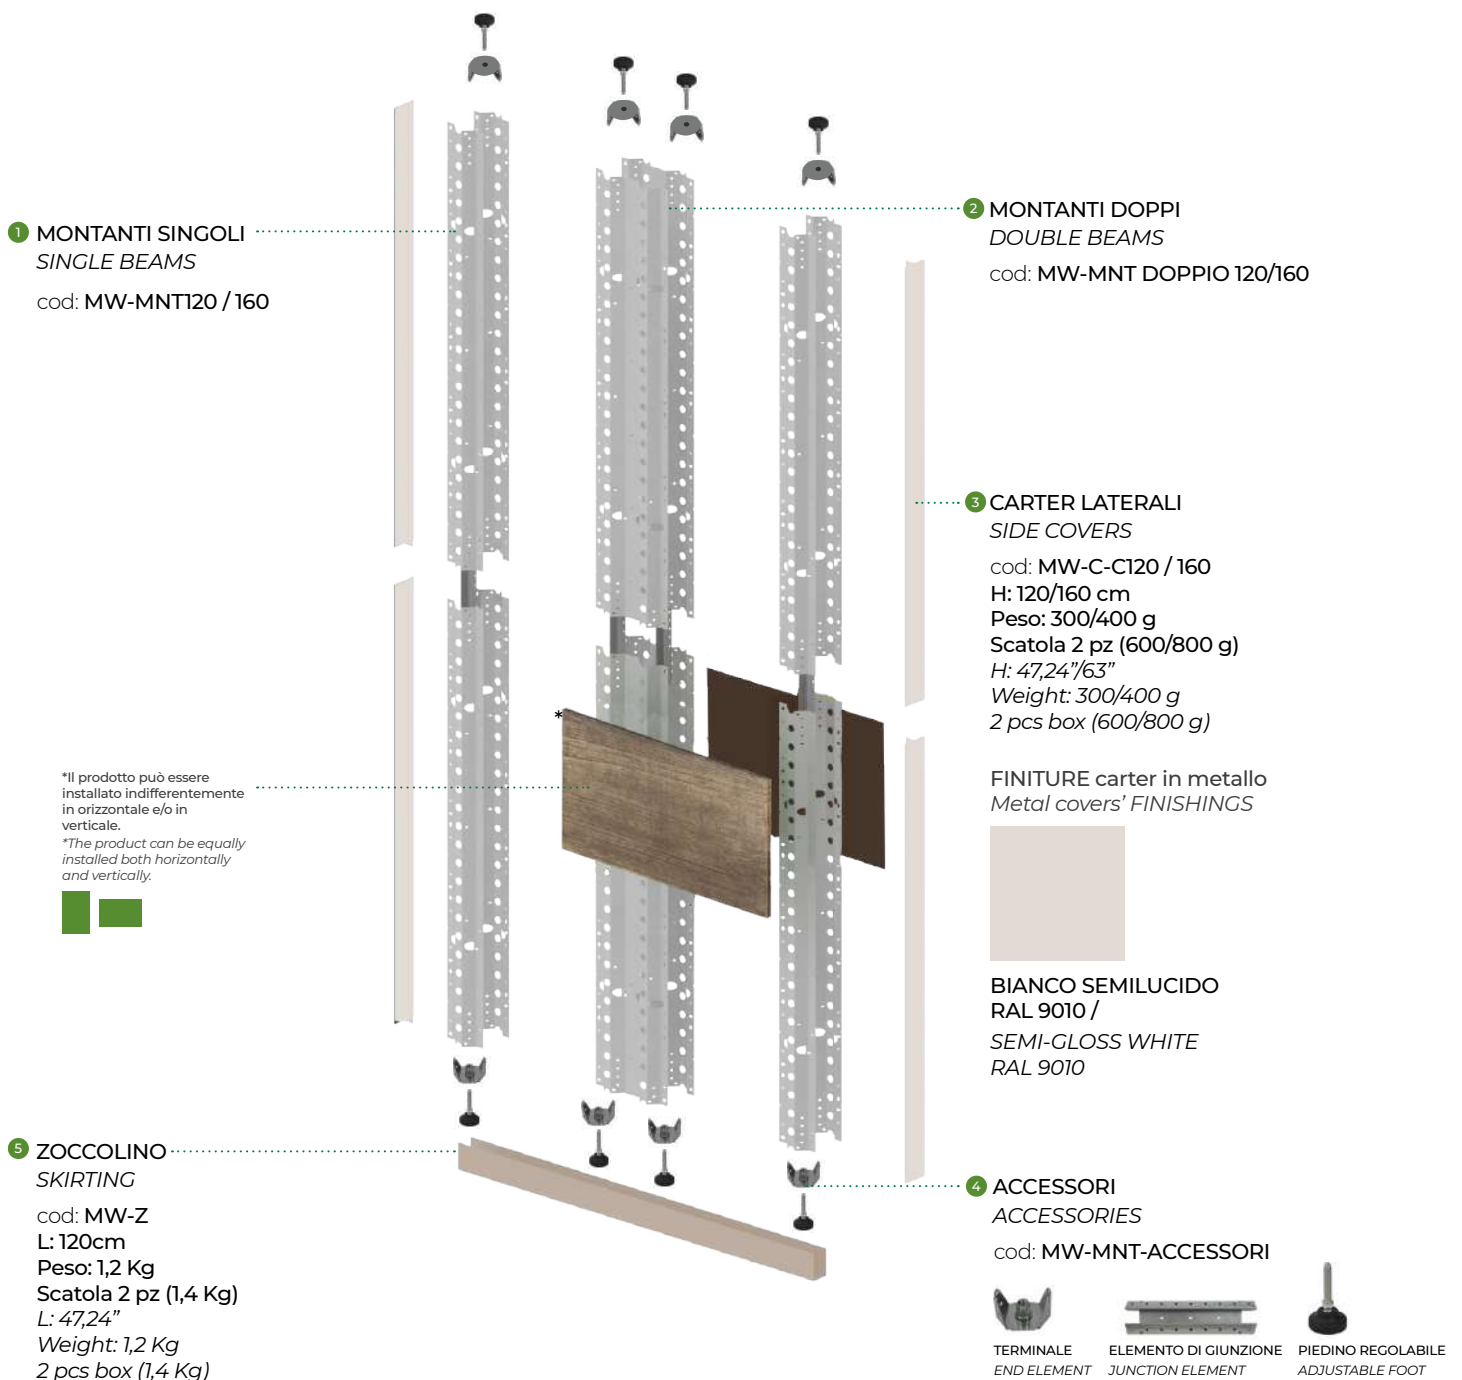 1 MONTANTI SINGOLI
SINGLE BEAMS
cod: MW-MNT120 / 160
2 MONTANTI DOPPI
DOUBLE BEAMS
cod: MW-MNT DOPPIO 120/160
3 CARTER LATERALI
SIDE COVERS
cod: MW-C-C120 / 160
H: 120/160 cm
Peso: 300/400 g
Scatola 2 pz (600/800 g)
H: 47,24”/63”
Weight: 300/400 g
2 pcs box (600/800 g)
FINITURE carter in metallo
Metal covers’ FINISHINGS
BIANCO SEMILUCIDO
RAL 9010 /
SEMI-GLOSS WHITE
RAL 9010
*
*Il prodotto può essere
installato indifferentemente
in orizzontale e/o in
verticale.
*The product can be equally
installed both horizontally
and vertically.
5 ZOCCOLINO
SKIRTING
cod: MW-Z
L: 120cm
Peso: 1,2 Kg
Scatola 2 pz (1,4 Kg)
L: 47,24”
Weight: 1,2 Kg
2 pcs box (1,4 Kg)
4 ACCESSORI
ACCESSORIES
cod: MW-MNT-ACCESSORI
TERMINALE
END ELEMENT
ELEMENTO DI GIUNZIONE
JUNCTION ELEMENT
PIEDINO REGOLABILE
ADJUSTABLE FOOT